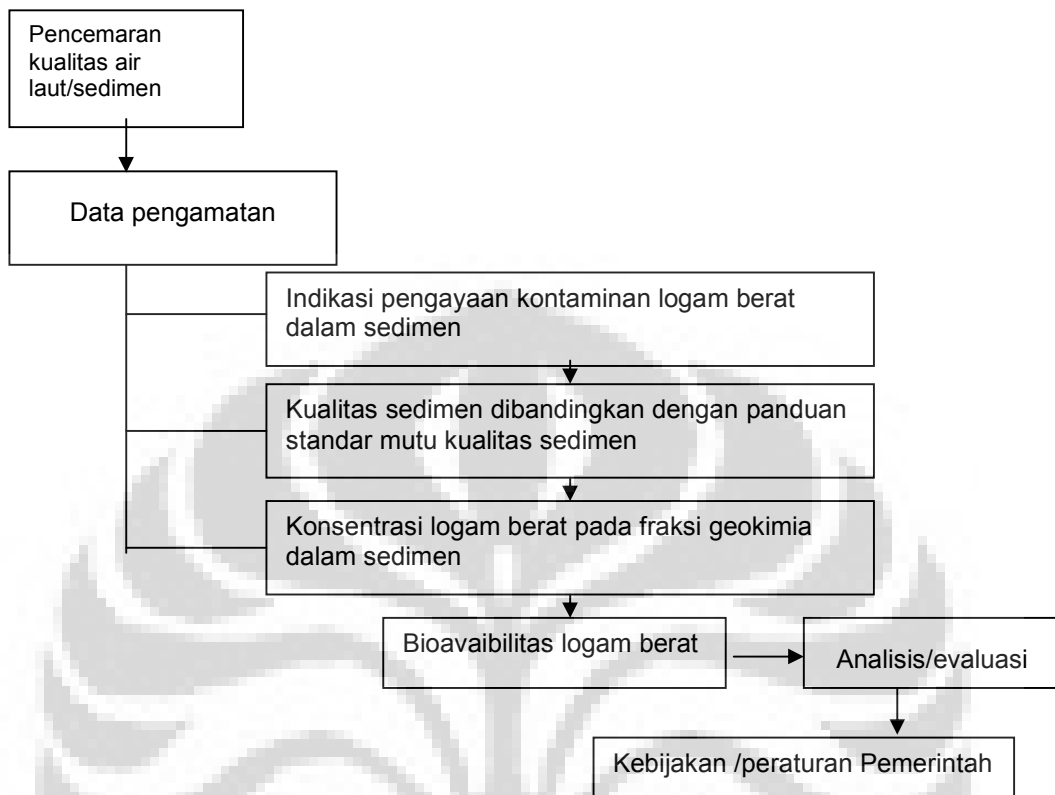 Pencemaran
kualitas air
laut/sedimen
Data pengamatan
Indikasi pengayaan kontaminan logam berat
dalam sedimen
Kualitas sedimen dibandingkan dengan panduan
standar mutu kualitas sedimen
Konsentrasi logam berat pada fraksi geokimia
dalam sedimen
Bioavaibilitas logam berat
Analisis/evaluasi
Kebijakan /peraturan Pemerintah